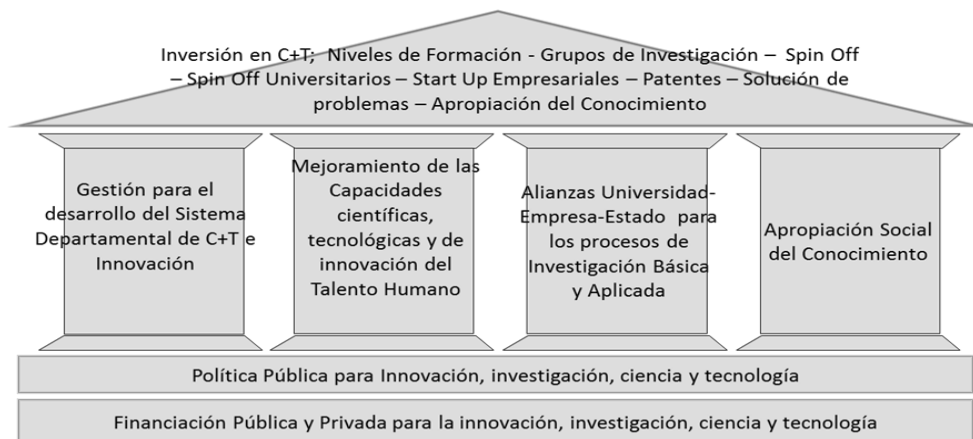 Inversión en C+T;  Niveles de Formación - Grupos de Investigación – Spin Off
– Spin Off Universitarios – Start Up Empresariales – Patentes – Solución de
problemas – Apropiación del Conocimiento
Gestión para el
desarrollo del Sistema
Departamental de C+T e
Innovación
Mejoramiento de las
Capacidades
científicas,
tecnológicas y de
innovación del
Talento Humano
Alianzas Universidad-
Empresa-Estado para
los procesos de
Investigación Básica
y Aplicada
Apropiación Social
del Conocimiento
Política Pública para Innovación, investigación, ciencia y tecnología
Financiación Pública y Privada para la innovación, investigación, ciencia y tecnología